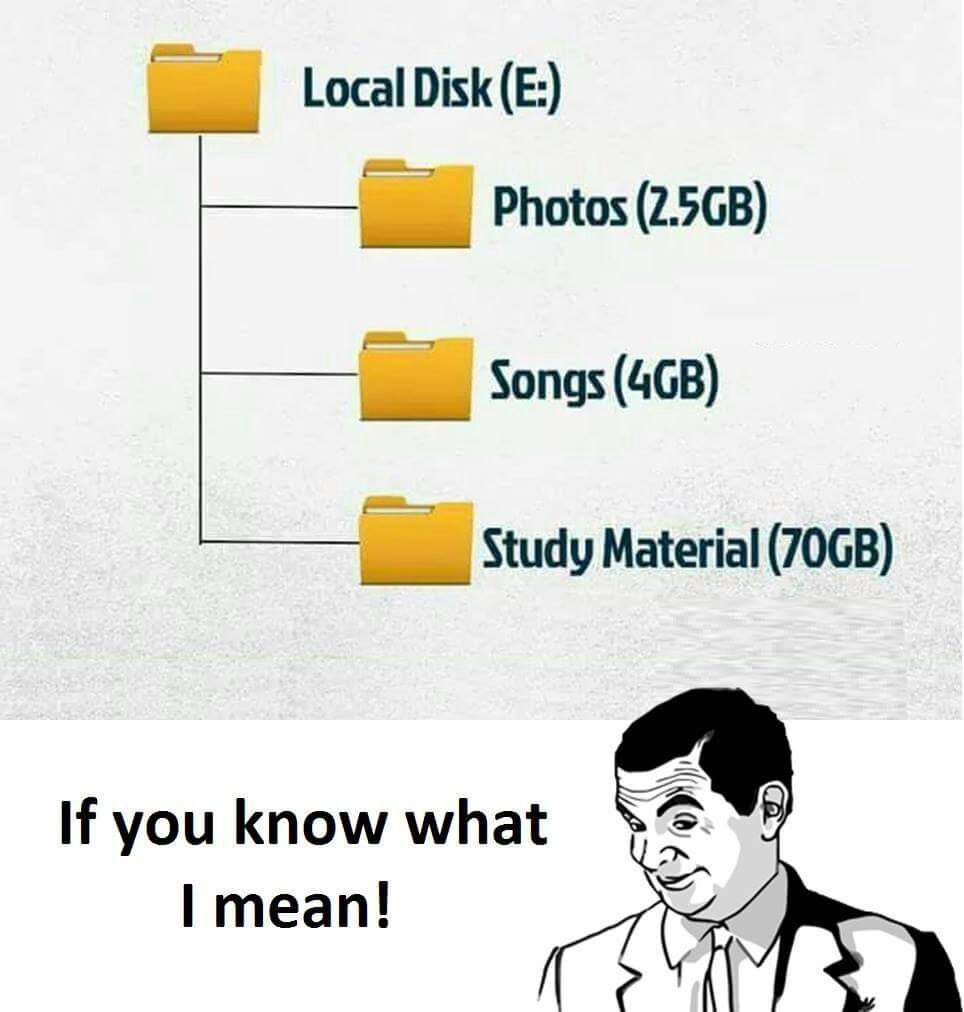 Local Disk (E:)
Photos (2.5GB)
Songs (4GB)
Study Material (70GB)
If you know what
I mean!